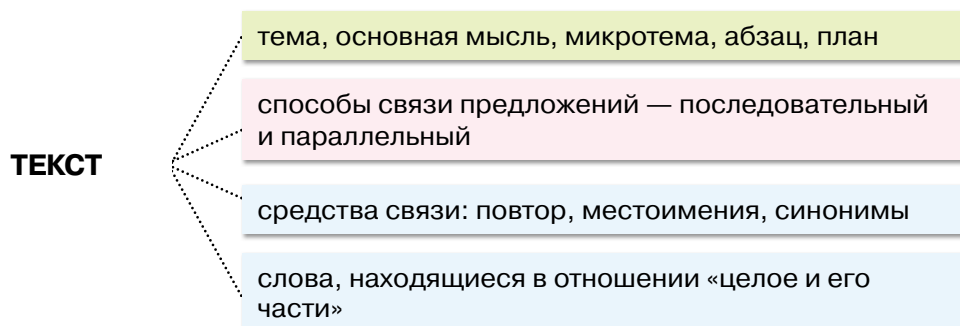 тема, основная мысль, микротема, абзац, план
способы связи предложений — последовательный
и параллельный
ТЕКСТ
средства связи: повтор, местоимения, синонимы
слова, находящиеся в отношении «целое и его
части»